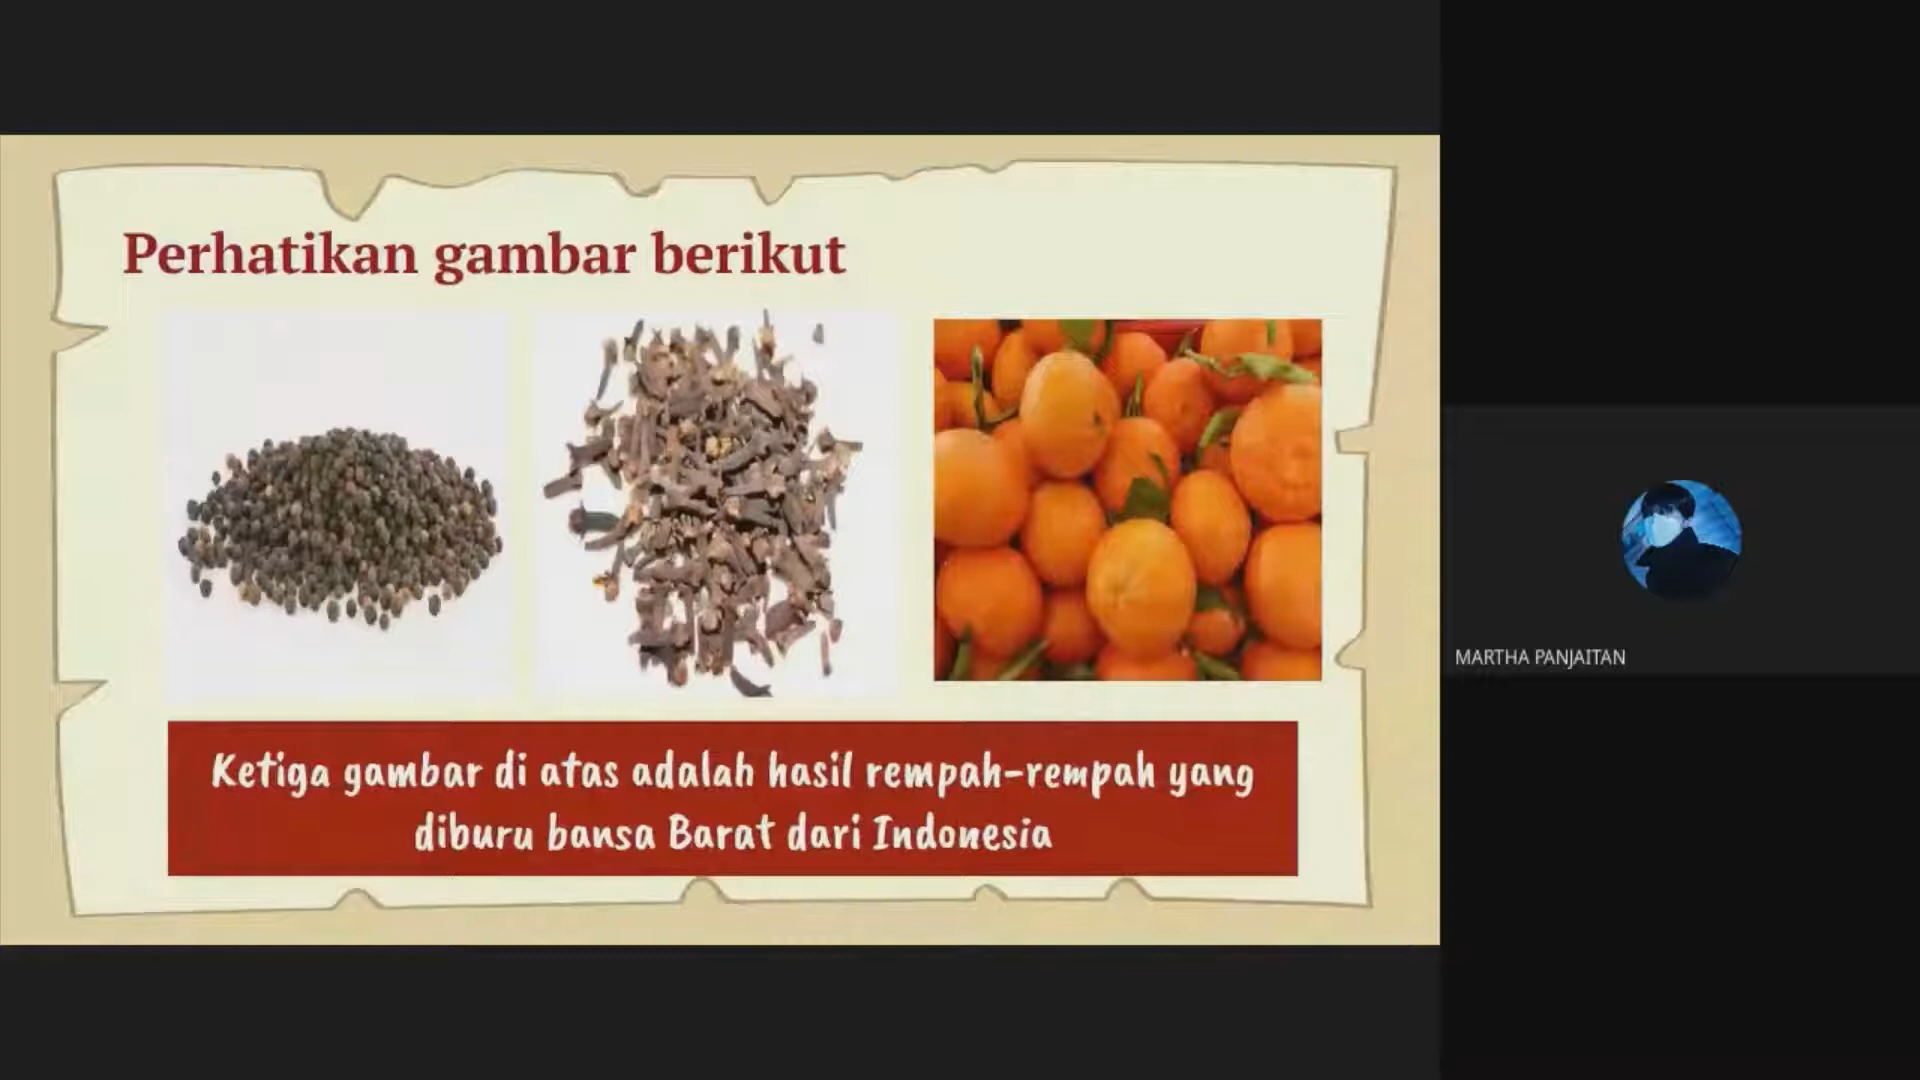 Perhatikan gambar berikut
Ketiga gambar di atas adalah hasil rempah-rempah yang
diburu bansa Barat dari Indonesia
MARTHA PANJAITAN